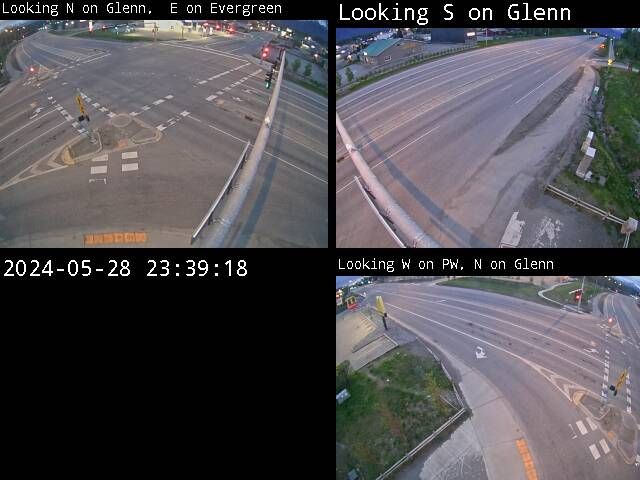 Looking N on Glenn,  E on Evergreen
Looking S on Glenn
2024-05-28 23:39:18
Looking W on PW, N on Glenn